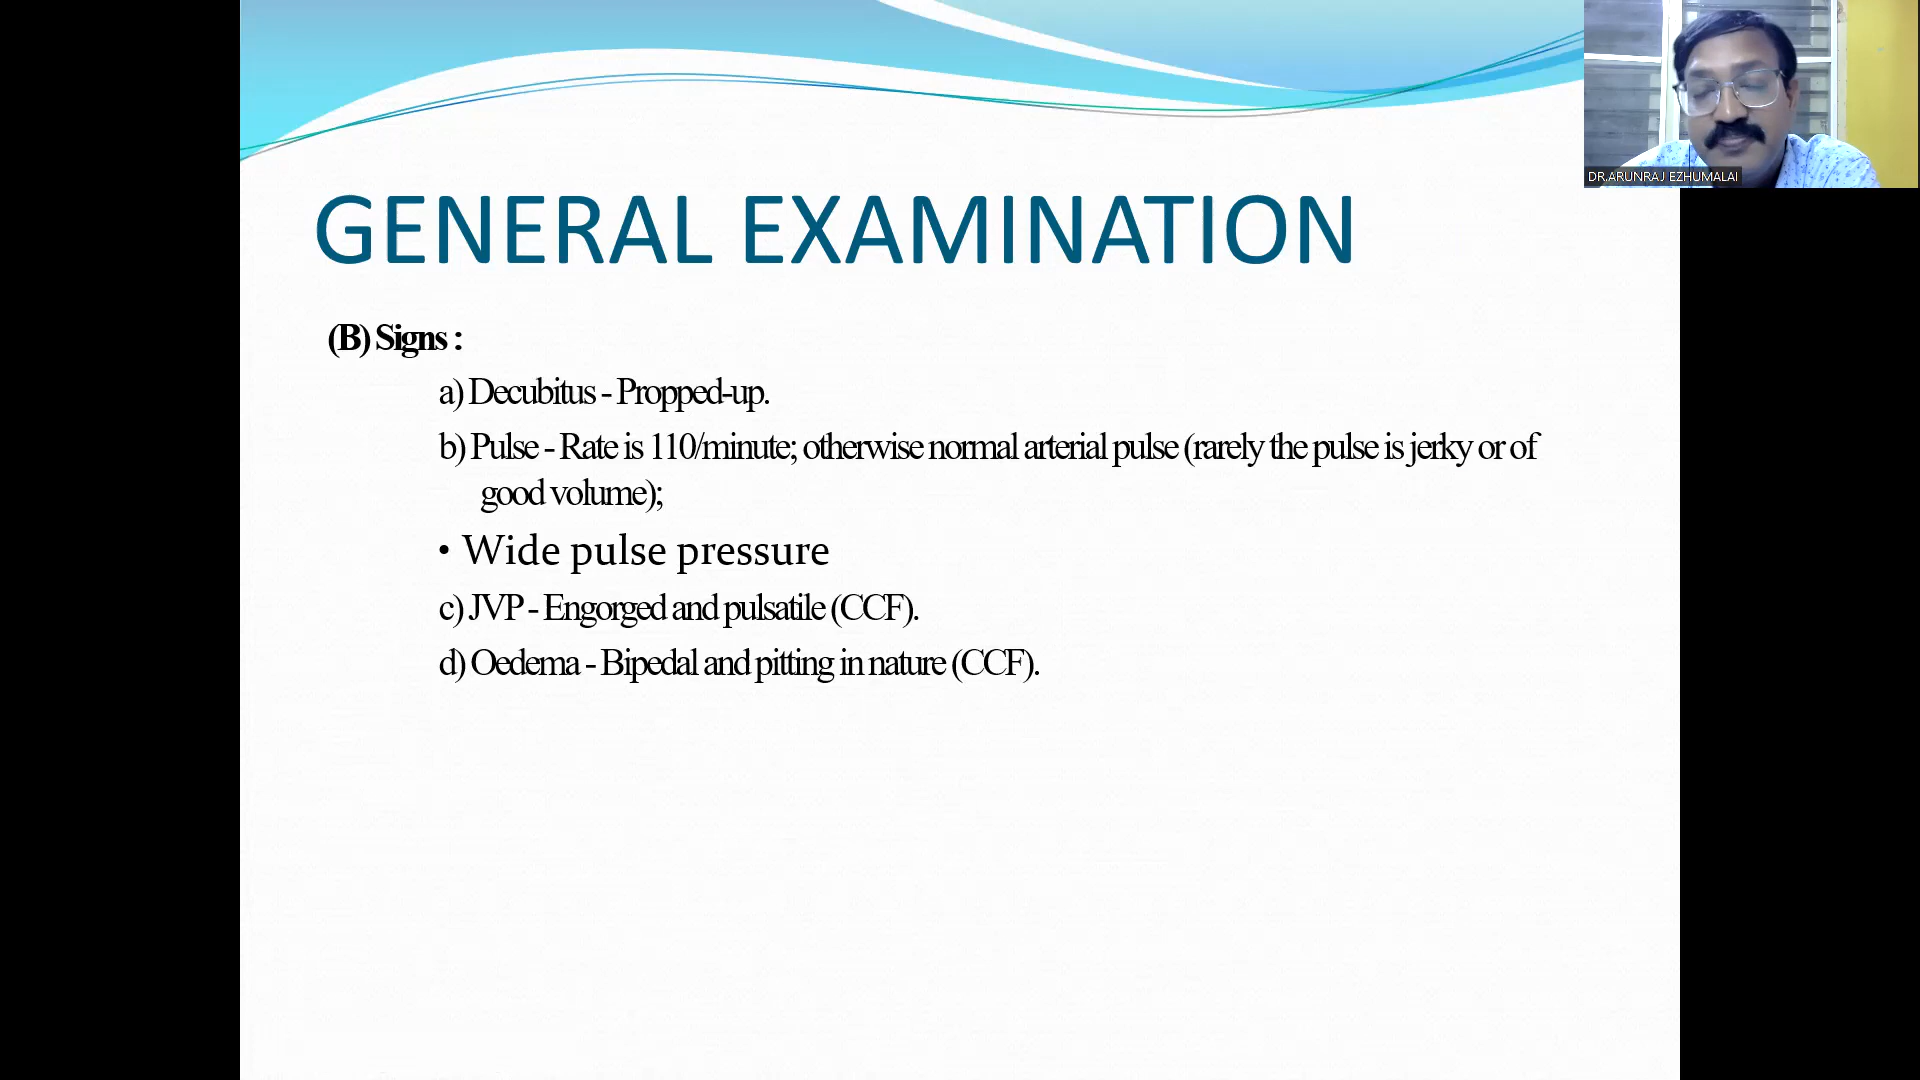 GENERAL EXAMINATION
(B) Signs :
a) Decubitus - Propped-up.
b) Pulse - Rate is 110/minute; otherwise normal arterial pulse (rarely the pulse is jerky or of
good volume);
• Wide pulse pressure
c) JVP - Engorged and pulsatile (CCF).
d) Oedema - Bipedal and pitting in nature (CCF).
DR.ARUNRAJ EZHUMALAI